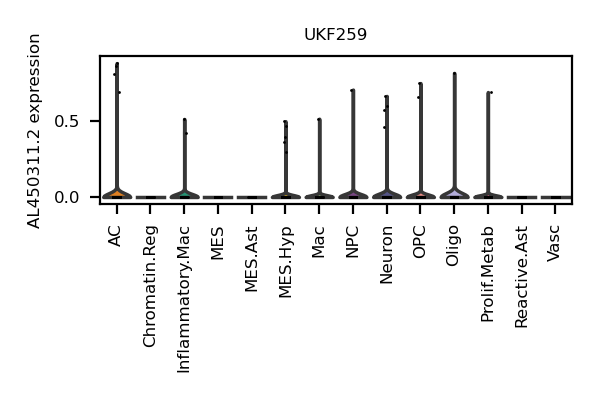 UKF259
AL450311.2 expression
0.5
0.0
AC
Chromatin.Reg
Inflammatory.Mac
MES
MES.Ast
MES.Hyp
Mac
NPC
Neuron
OPC
Oligo
Prolif.Metab
Reactive.Ast
Vasc